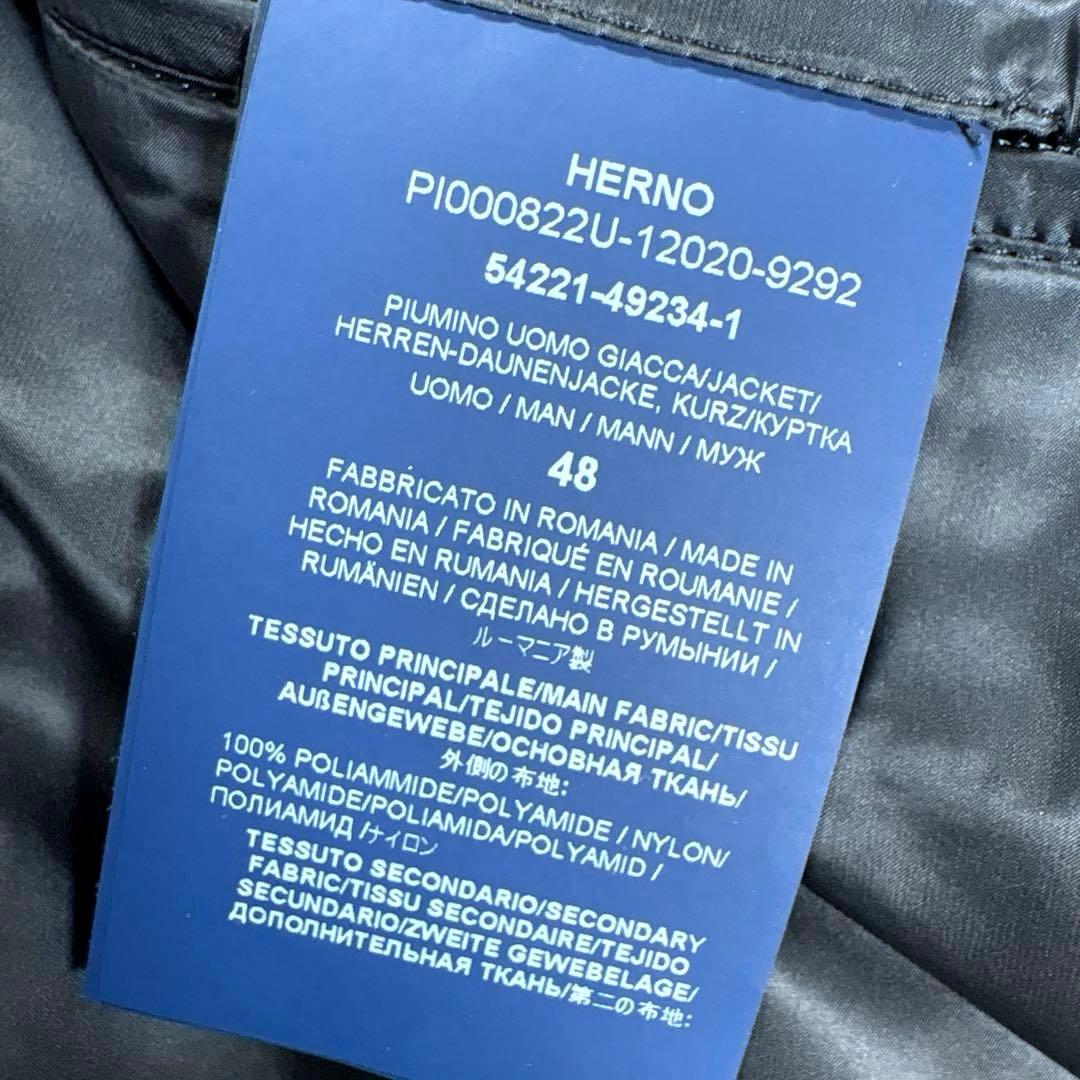 HERNO
PI000822U-12020-9292
54221-49234-1
PIUMINO UOMO GIACCA/JACKET/
HERREN-DAUNENJACKE, KURZ/КУРТКА
UOMO / MAN / MANN / МУЖ
48
FABBRICATO IN ROMANIA / MADE IN
ROMANIA / FABRIQUÉ EN ROUMANIE /
HECHO EN RUMANIA / HERGESTELLT IN
RUMÄNIEN / СДЕЛАНО В РУМЫНИИ /
ルーマニア製
TESSUTO PRINCIPALE/MAIN FABRIC/TISSU
PRINCIPAL/TEJIDO PRINCIPAL/
AUßENGEWEBE/ОСНОВНАЯ ТКАНЬ/
外側の布地:
100% POLIAMMIDE/POLYAMIDE / NYLON/
POLYAMIDE/POLIAMIDA/POLYAMID /
ПОЛИАМИД /ナイロン
TESSUTO SECONDARIO/SECONDARY
FABRIC/TISSU SECONDAIRE/TEJIDO
SECUNDARIO/ZWEITE GEWEBELAGE/
ДОПОЛНИТЕЛЬНАЯ ТКАНЬ/第二の布地: